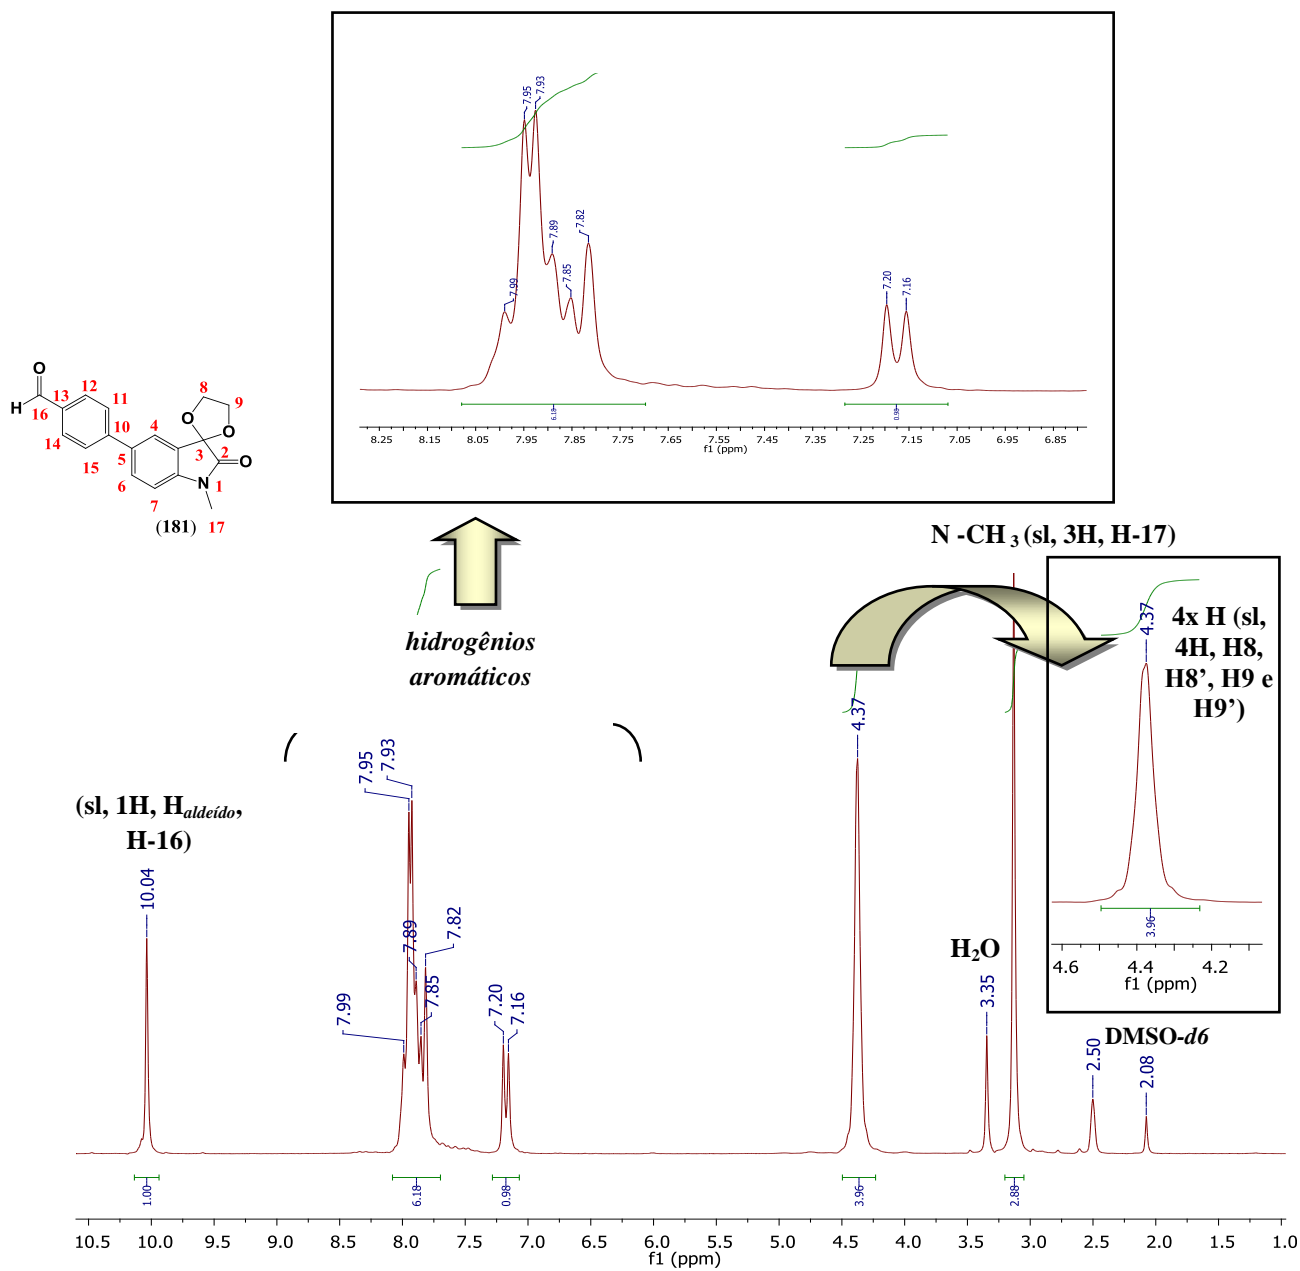 7.95
7.93
7.99
7.89
7.85
7.82
7.20
7.16
6.18
0.98
8.25 8.15 8.05 7.95 7.85 7.75 7.65 7.55 7.45 7.35 7.25 7.15 7.05 6.95 6.85
f1 (ppm)
O
H
16
13
12
11
14
15
10
5
4
6
7
8
9
O
O
3
2
O
N
1
17
(181)
N -CH3 (sl, 3H, H-17)
hidrogênios
aromáticos
4.37
4x H (sl,
4H, H8,
H8’, H9 e
H9’)
3.96
4.6 4.4 4.2
f1 (ppm)
(sl, 1H, Haldeído,
H-16)
10.04
7.99
7.95
7.93
7.89
7.85
7.82
7.20
7.16
4.37
H2O
3.35
DMSO-d6
2.50
2.08
1.00
6.18
0.98
3.96
2.88
10.5 10.0 9.5 9.0 8.5 8.0 7.5 7.0 6.5 6.0 5.5 5.0 4.5 4.0 3.5 3.0 2.5 2.0 1.5 1.0
f1 (ppm)